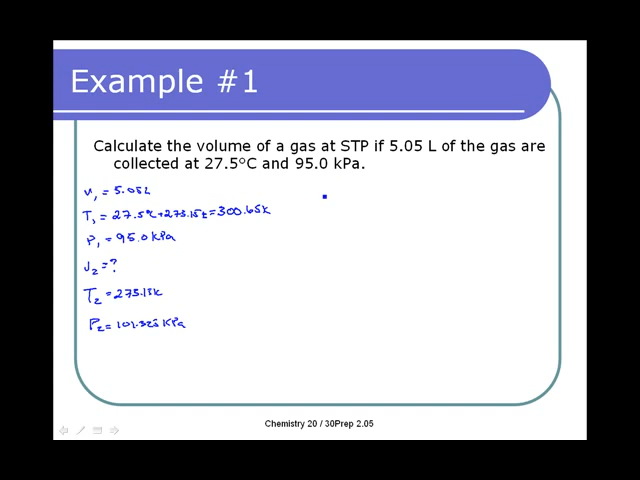 Example #1
Calculate the volume of a gas at STP if 5.05 L of the gas are
collected at 27.5°C and 95.0 kPa.
V₁ = 5.05L
T₁ = 27.5°C + 273.15K = 300.65K
P₁ = 95.0 kPa
V₂ = ?
T₂ = 273.15K
P₂ = 101.325 kPa
Chemistry 20 / 30Prep 2.05